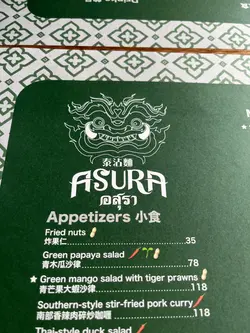 泰沾麵
ASURA
อสุรา
Appetizers 小食
Fried nuts
炸果仁 35
Green papaya salad
青木瓜沙律 78
★ Green mango salad with tiger prawns
青芒果大蝦沙律 118
Southern-style stir-fried pork curry
南部香辣肉碎炒咖喱 118
Thai-style duck salad